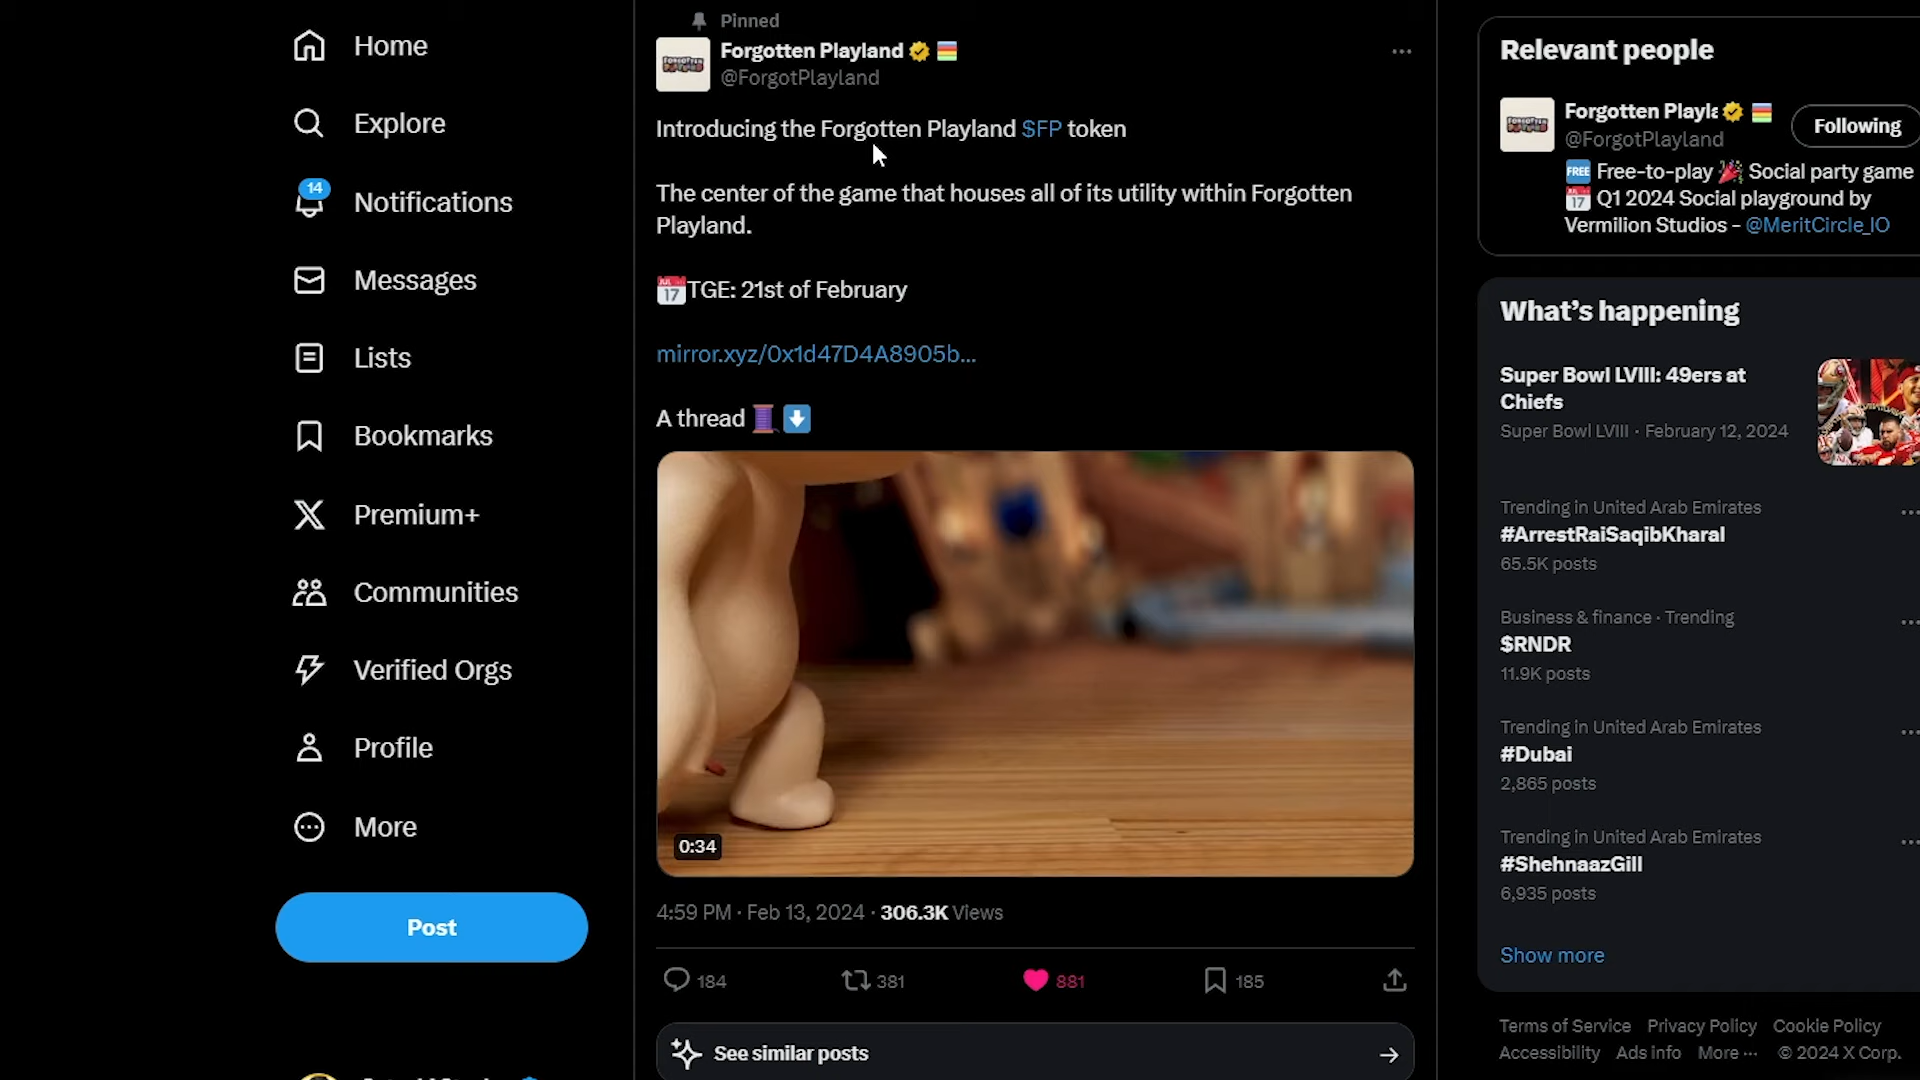 Home
Explore
14
Notifications
Messages
Lists
Bookmarks
Premium+
Communities
Verified Orgs
Profile
More
Post
Pinned
Forgotten Playland
@ForgotPlayland
Introducing the Forgotten Playland $FP token
The center of the game that houses all of its utility within Forgotten
Playland.
JUL 17 TGE: 21st of February
mirror.xyz/0x1d47D4A8905b...
A thread
0:34
4:59 PM · Feb 13, 2024 · 306.3K Views
184 381 881 185
See similar posts
Relevant people
Forgotten Playla
@ForgotPlayland
Following
FREE Free-to-play Social party game
JUL 17 Q1 2024 Social playground by
Vermilion Studios - @MeritCircle_IO
What's happening
Super Bowl LVIII: 49ers at
Chiefs
Super Bowl LVIII · February 12, 2024
Trending in United Arab Emirates
#ArrestRaiSaqibKharal
65.5K posts
Business & finance · Trending
$RNDR
11.9K posts
Trending in United Arab Emirates
#Dubai
2,865 posts
Trending in United Arab Emirates
#ShehnaazGill
6,935 posts
Show more
Terms of Service Privacy Policy Cookie Policy
Accessibility Ads info More ··· © 2024 X Corp.